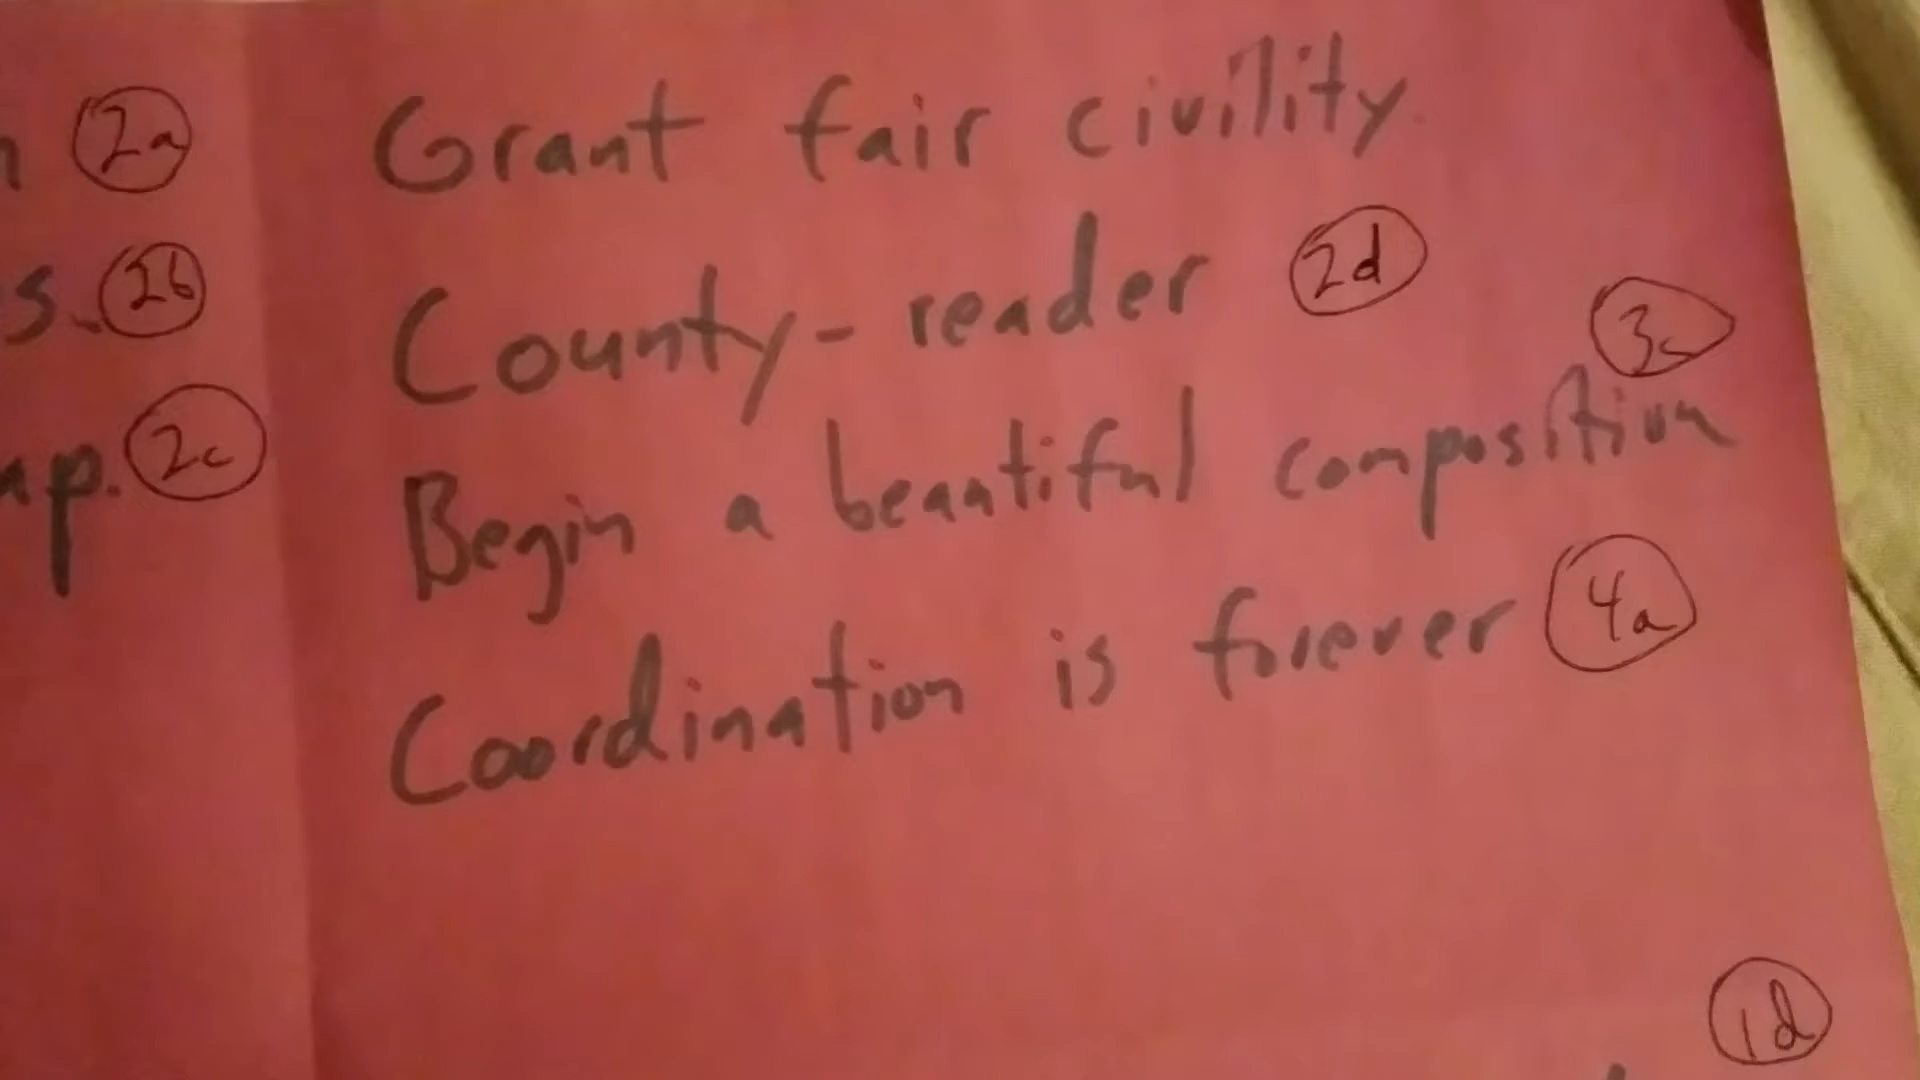 2a Grant fair civility.
s. 2b County-reader 2d
3c
p. 2c Begin a beautiful composition
Coordination is forever 4a
1d